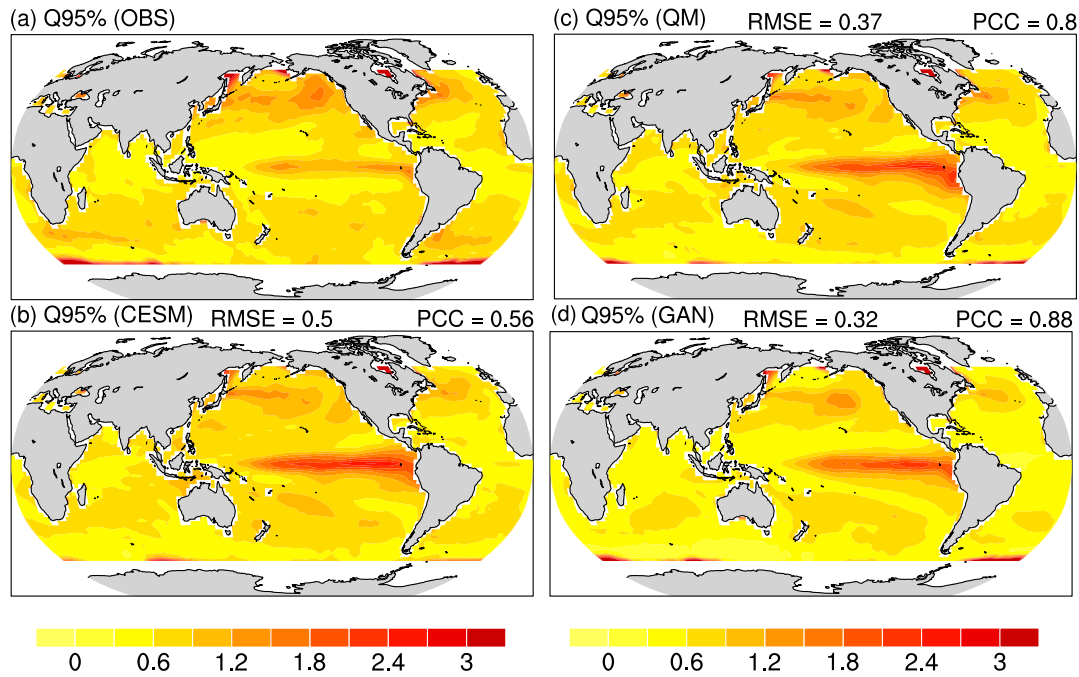 (a) Q95% (OBS)
(c) Q95% (QM) RMSE = 0.37 PCC = 0.8
(b) Q95% (CESM) RMSE = 0.5 PCC = 0.56
(d) Q95% (GAN) RMSE = 0.32 PCC = 0.88
0 0.6 1.2 1.8 2.4 3
0 0.6 1.2 1.8 2.4 3